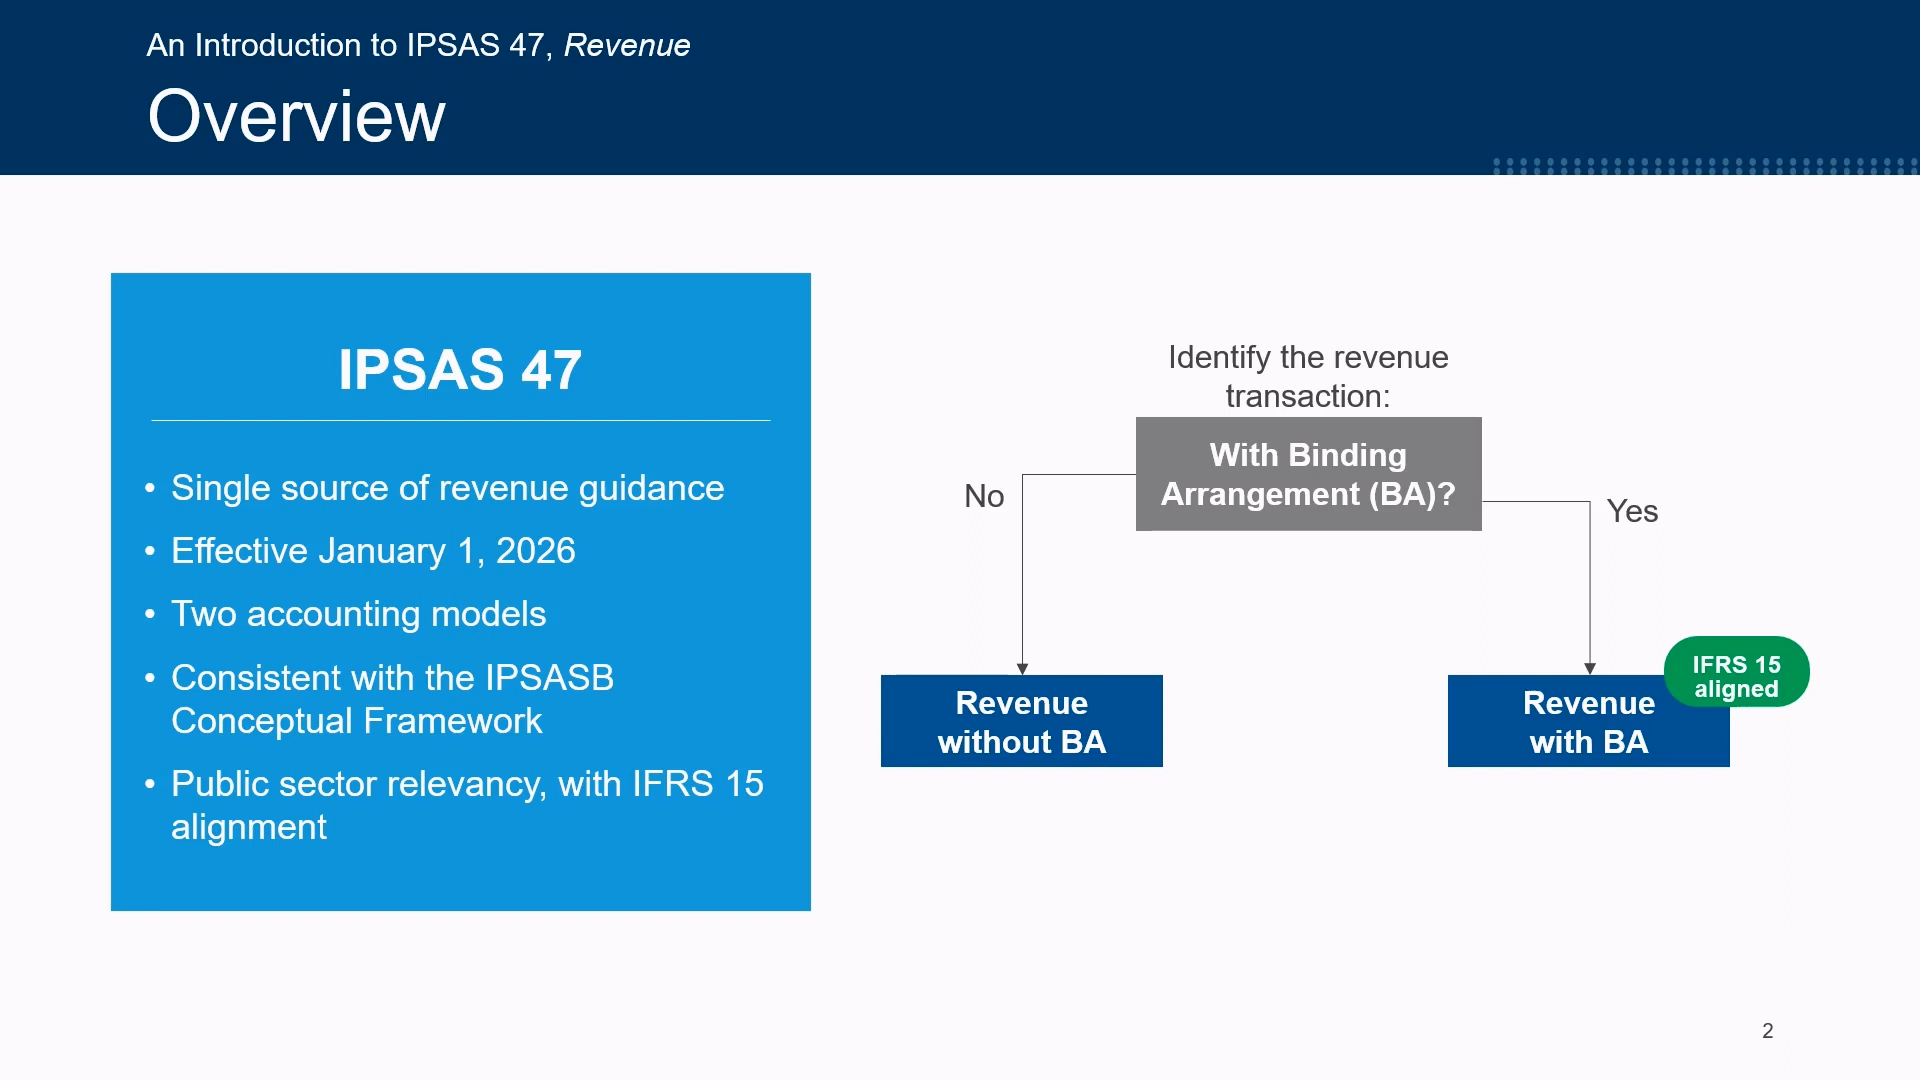 An Introduction to IPSAS 47, Revenue
Overview
IPSAS 47
• Single source of revenue guidance
• Effective January 1, 2026
• Two accounting models
• Consistent with the IPSASB
Conceptual Framework
• Public sector relevancy, with IFRS 15
alignment
Identify the revenue
transaction:
With Binding
Arrangement (BA)?
No
Yes
Revenue
without BA
IFRS 15
aligned
Revenue
with BA
2